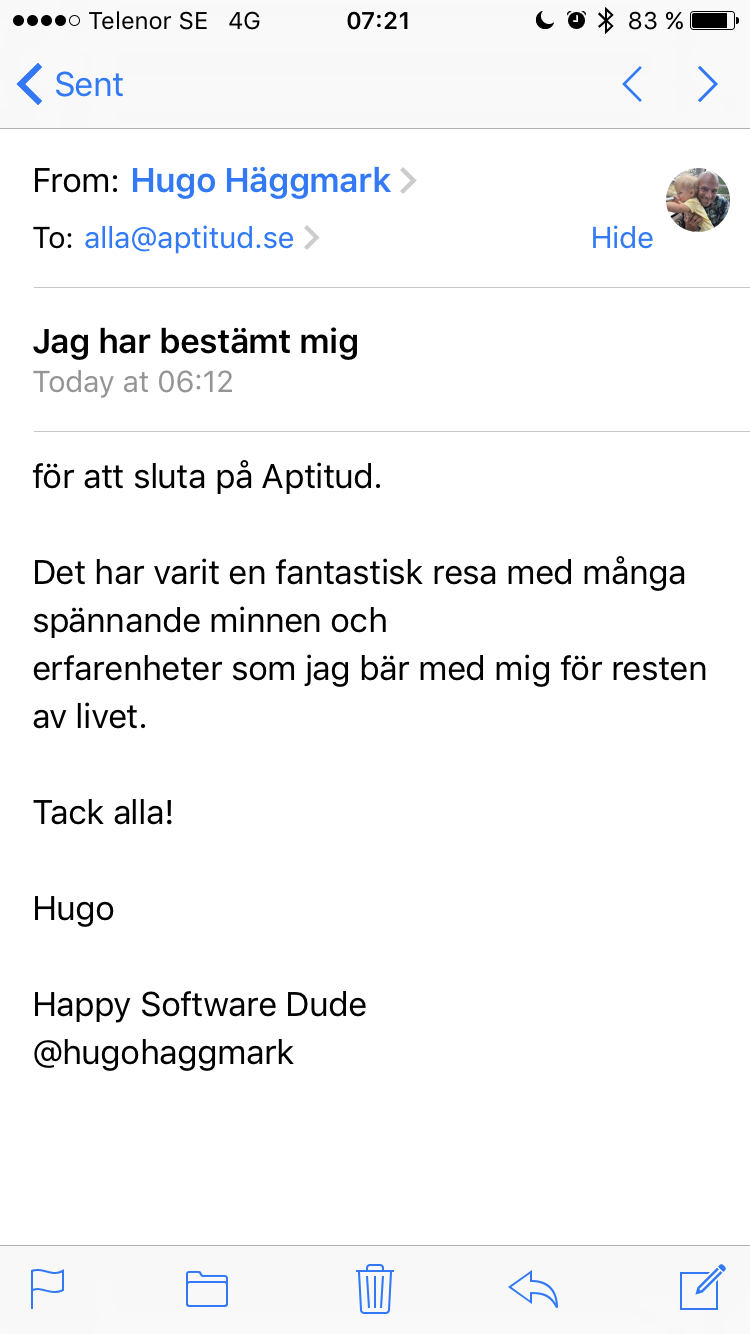 Telenor SE 4G 07:21 83 %
Sent
From: Hugo Häggmark
To: alla@aptitud.se Hide
Jag har bestämt mig
Today at 06:12
för att sluta på Aptitud.
Det har varit en fantastisk resa med många
spännande minnen och
erfarenheter som jag bär med mig för resten
av livet.
Tack alla!
Hugo
Happy Software Dude
@hugohaggmark